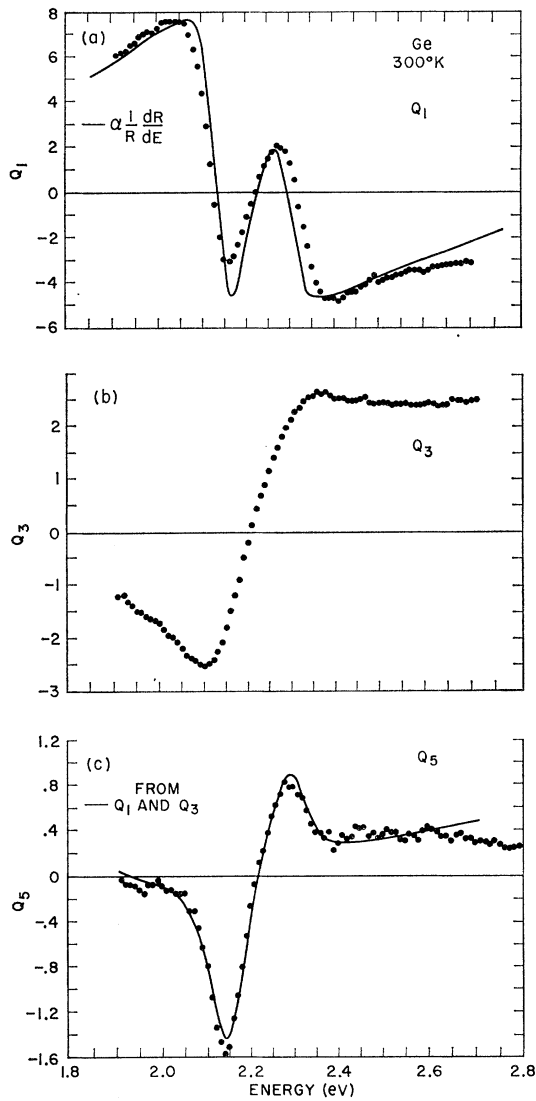 8
(a)
Ge
300°K
6
Q1
4
— α 1/R dR/dE
2
Q1
0
-2
-4
-6
(b)
2
Q3
1
Q3
0
-1
-2
-3
1.2
(c)
Q5
.8
FROM
— Q1 AND Q3
.4
Q5
0
-.4
-.8
-1.2
-1.6
1.8 2.0 2.2 2.4 2.6 2.8
ENERGY (eV)